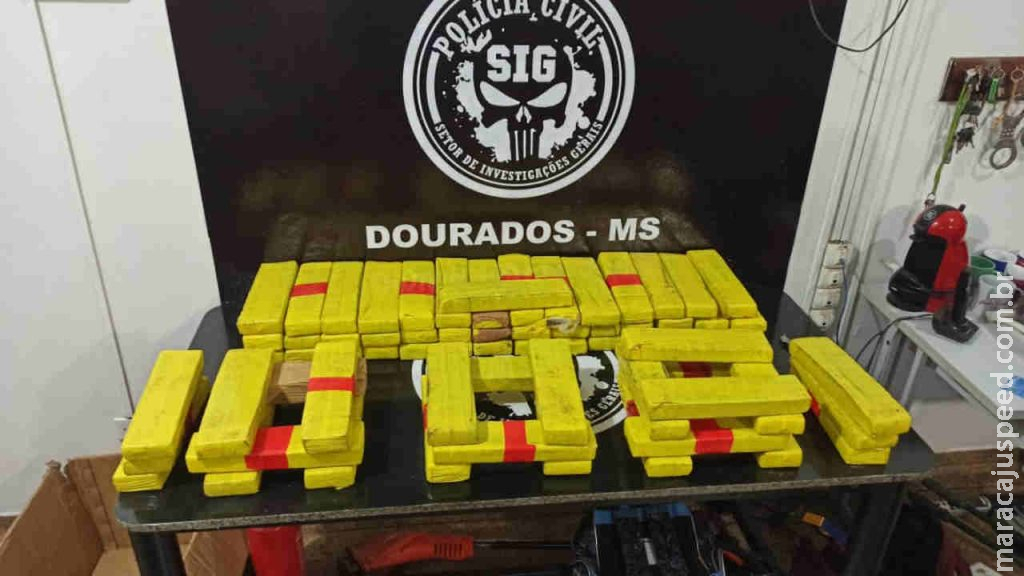 POLÍCIA CIVIL
SIG
SETOR DE INVESTIGAÇÕES GERAIS
DOURADOS - MS
maracajuspeed.com.br